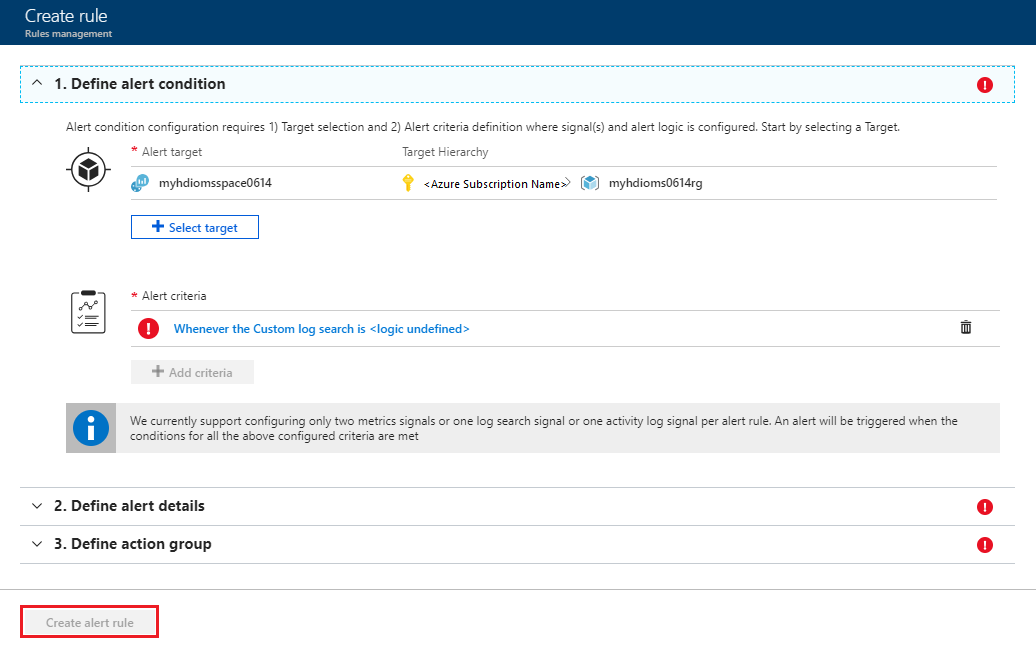 Create rule
Rules management
1. Define alert condition
Alert condition configuration requires 1) Target selection and 2) Alert criteria definition where signal(s) and alert logic is configured. Start by selecting a Target.
* Alert target Target Hierarchy
myhdiomsspace0614 <Azure Subscription Name> > myhdioms0614rg
+ Select target
* Alert criteria
Whenever the Custom log search is <logic undefined>
+ Add criteria
We currently support configuring only two metrics signals or one log search signal or one activity log signal per alert rule. An alert will be triggered when the
conditions for all the above configured criteria are met
2. Define alert details
3. Define action group
Create alert rule